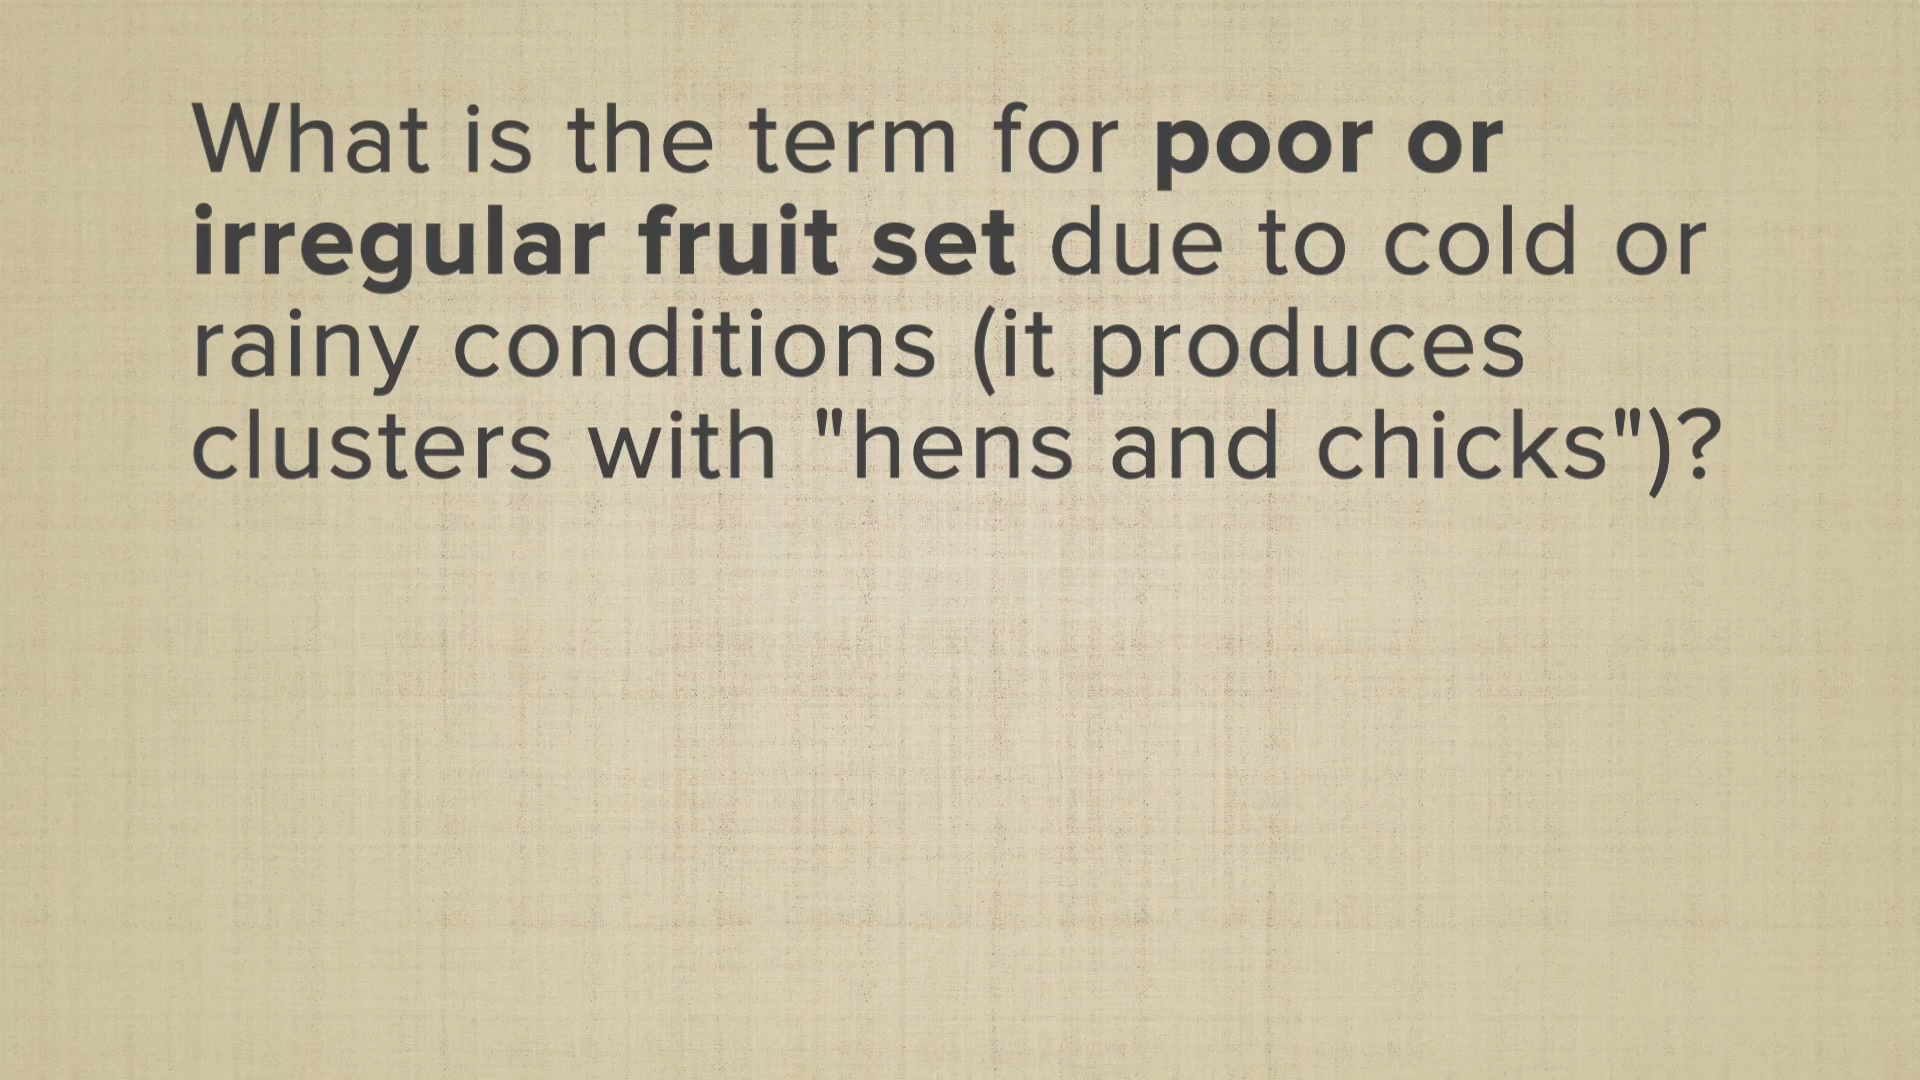 What is the term for poor or
irregular fruit set due to cold or
rainy conditions (it produces
clusters with "hens and chicks")?